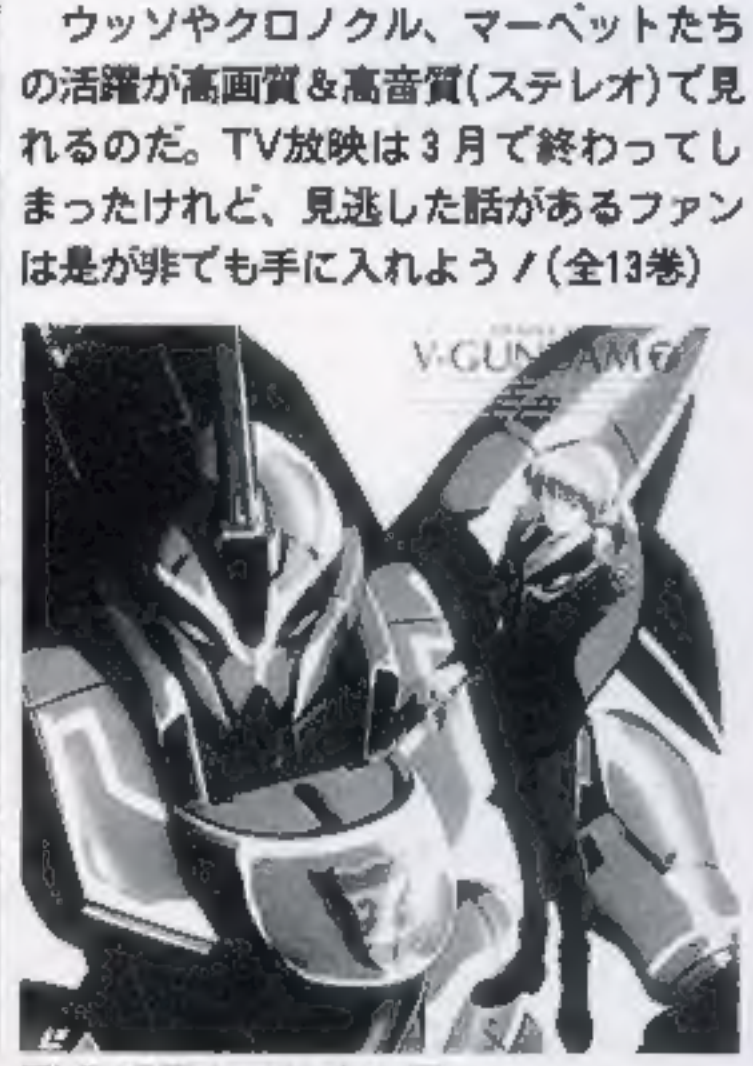 ウッソやクロノクル、マーベットたち
の活躍が高画質&高音質(ステレオ)で見
れるのだ。TV放映は3月で終わってし
まったけれど、見逃した話があるファン
は是が非でも手に入れよう!(全13巻)
V-GUNDAM 7